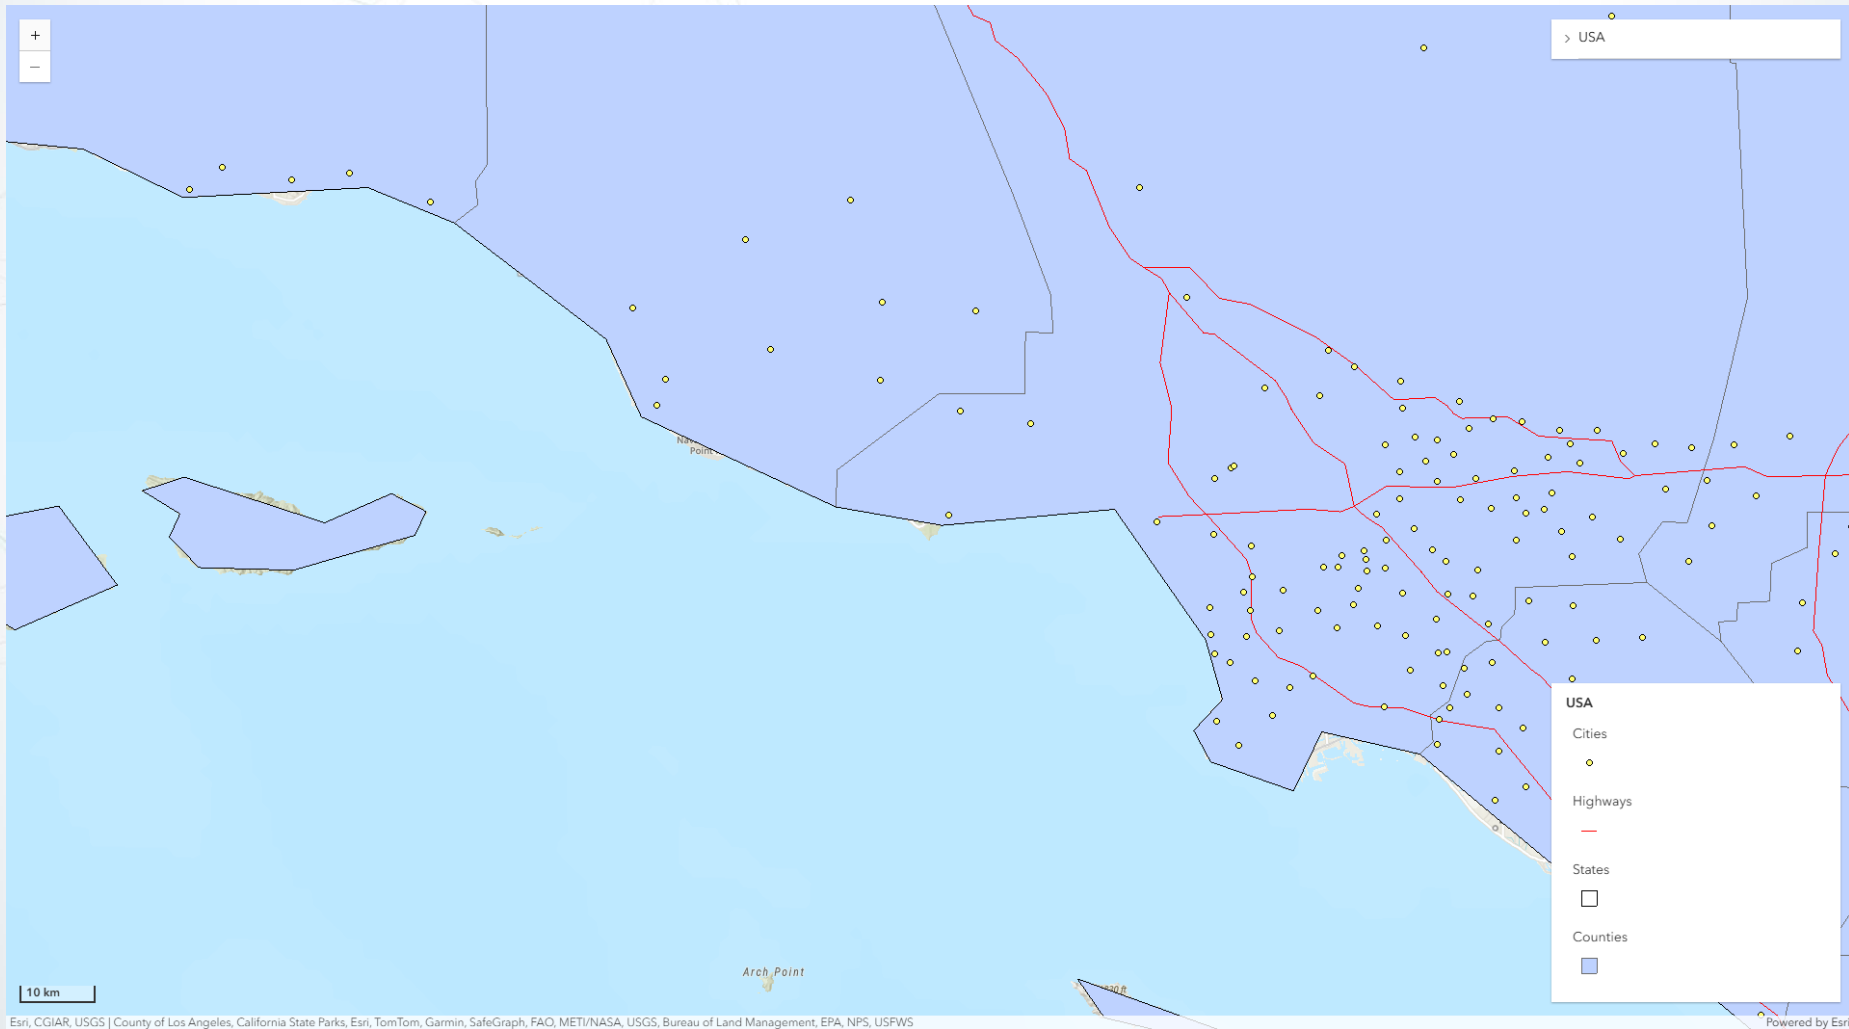 +
USA
−
Point
Arch Point
USA
Cities
Highways
States
Counties
10 km
Esri, CGIAR, USGS | County of Los Angeles, California State Parks, Esri, TomTom, Garmin, SafeGraph, FAO, METI/NASA, USGS, Bureau of Land Management, EPA, NPS, USFWS
Powered by Esri